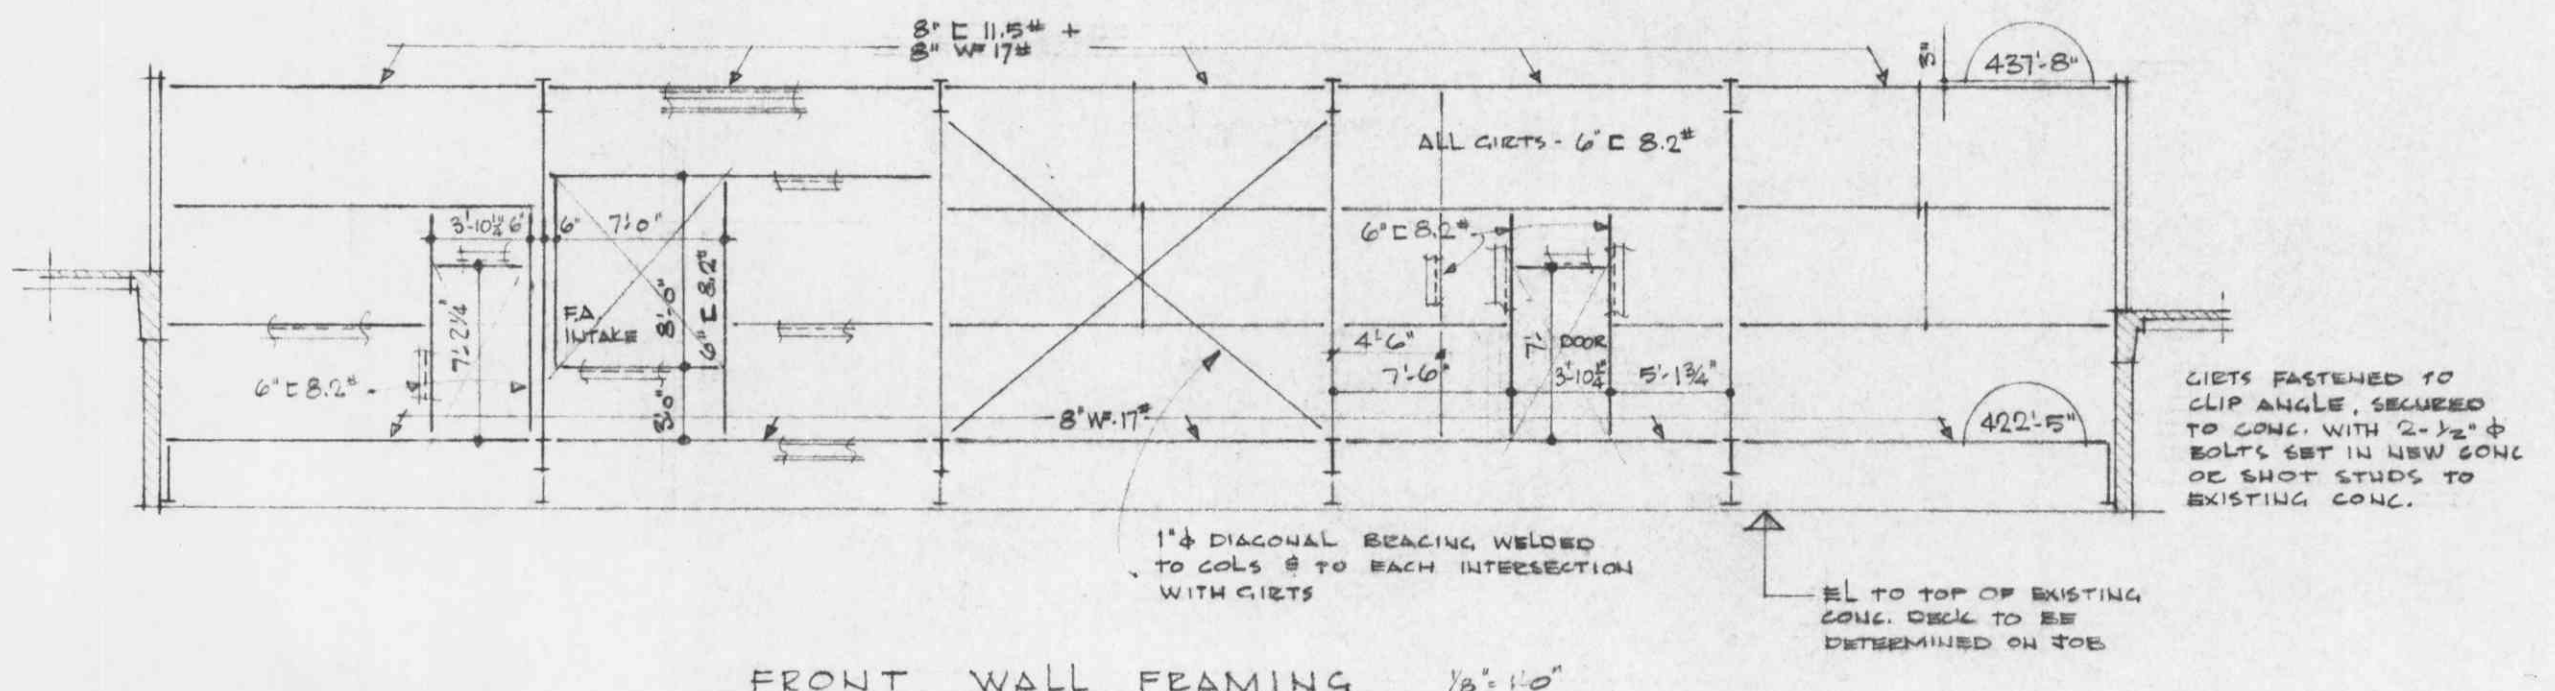 8" ⊏ 11.5# +
8" WF 17#
3"
437'-8"
ALL GIRTS - 6" ⊏ 8.2#
3'-10¼" 6" 6" 7'-0"
6" ⊏ 8.2#
7'-2¼"
F.A.
INTAKE
8'-0"
6" ⊏ 8.2#
3'-0"
6" ⊏ 8.2#
4'-6"
7'-6"
7'
DOOR
3'-10¼" 5'-1¾"
8" WF 17#
422'-5"
GIRTS FASTENED TO
CLIP ANGLE, SECURED
TO CONC. WITH 2-½" φ
BOLTS SET IN NEW CONC
OR SHOT STUDS TO
EXISTING CONC.
1" φ DIAGONAL BRACING WELDED
TO COLS & TO EACH INTERSECTION
WITH GIRTS
EL TO TOP OF EXISTING
CONC. DECK TO BE
DETERMINED ON JOB
FRONT WALL FRAMING 1/8" = 1'-0"